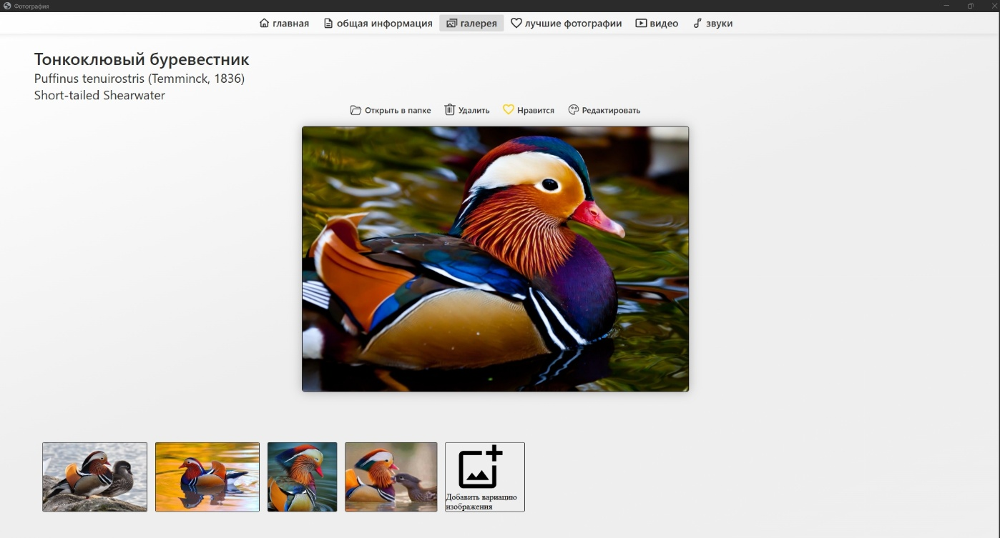 Фотография
главная общая информация галерея лучшие фотографии видео звуки
Тонкоклювый буревестник
Puffinus tenuirostris (Temminck, 1836)
Short-tailed Shearwater
Открыть в папке Удалить Нравится Редактировать
Добавить вариацию
изображения